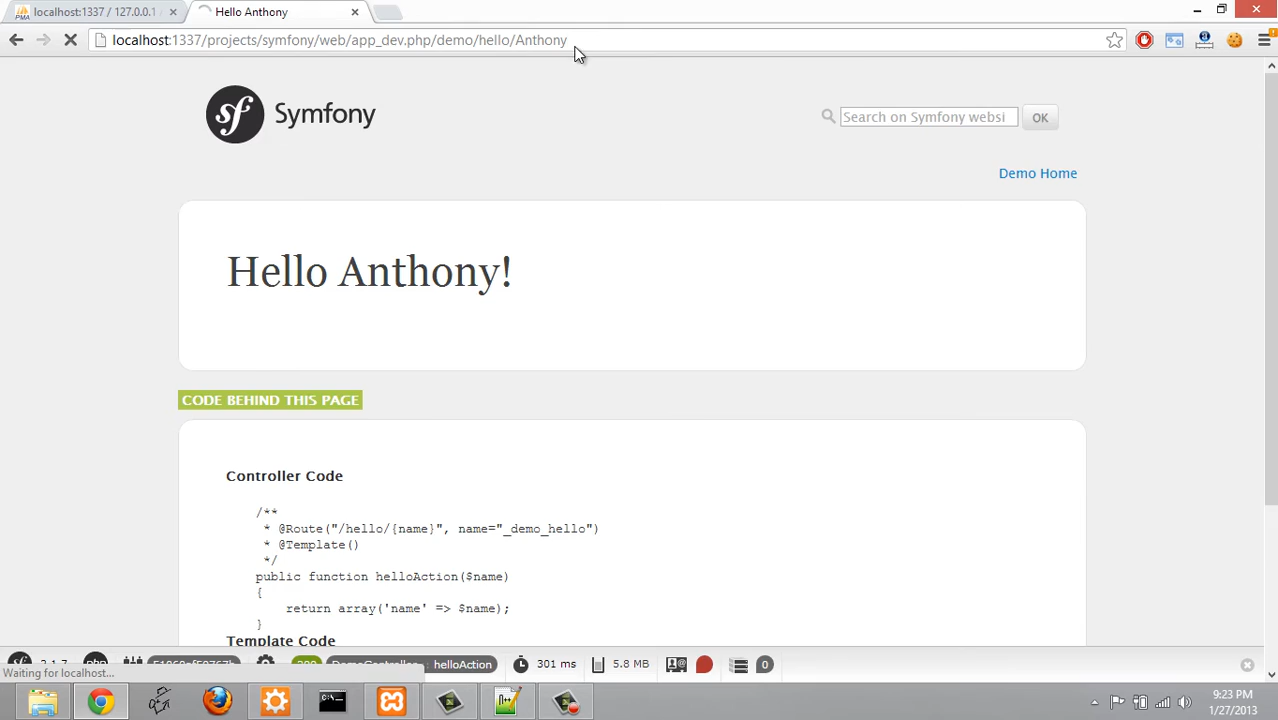 localhost:1337 / 127.0.0.1
Hello Anthony
localhost:1337/projects/symfony/web/app_dev.php/demo/hello/Anthony
sf Symfony
Search on Symfony websi
OK
Demo Home
Hello Anthony!
CODE BEHIND THIS PAGE
Controller Code
/**
* @Route("/hello/{name}", name="_demo_hello")
* @Template()
*/
public function helloAction($name)
{
return array('name' => $name);
}
Template Code
helloAction
301 ms
5.8 MB
0
Waiting for localhost...
9:23 PM
1/27/2013